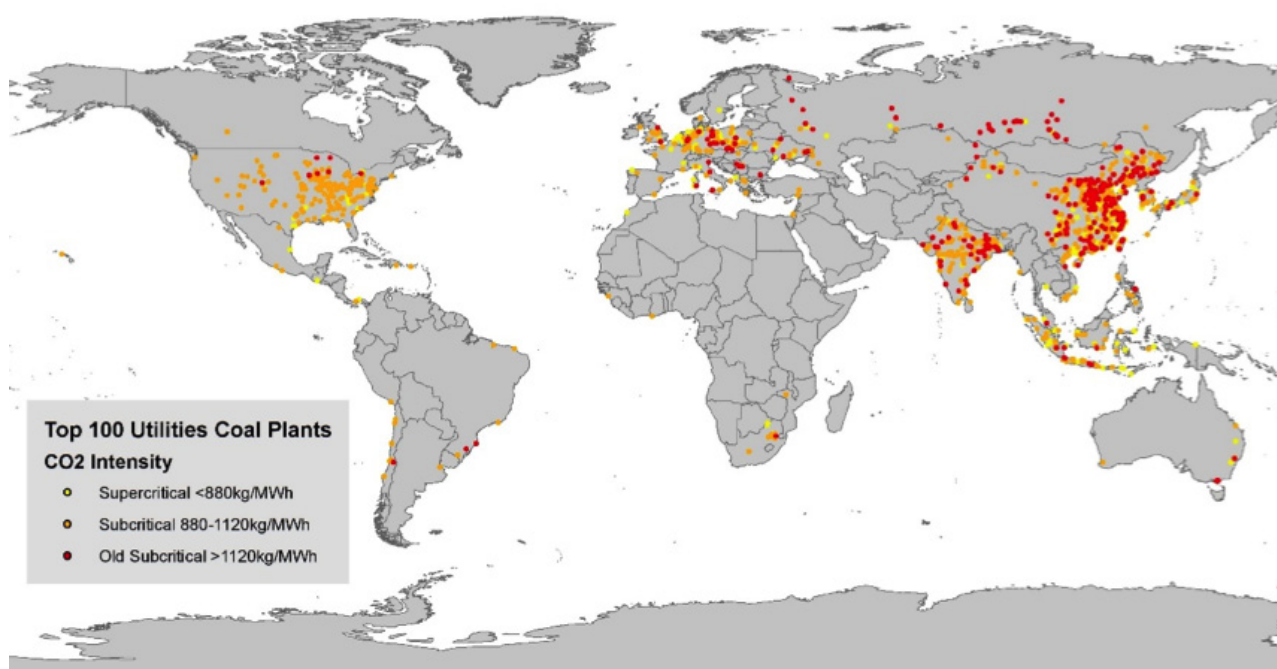 Top 100 Utilities Coal Plants
CO2 Intensity
Supercritical <880kg/MWh
Subcritical 880-1120kg/MWh
Old Subcritical >1120kg/MWh